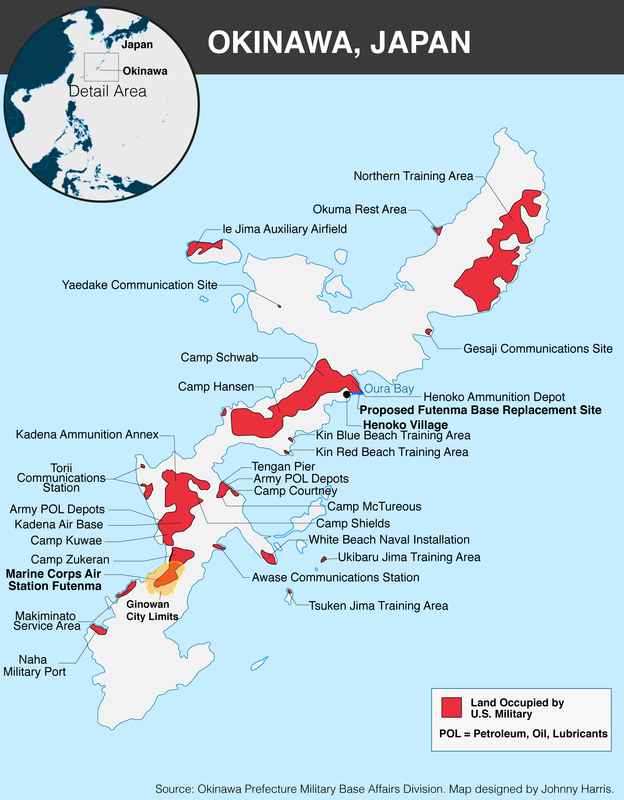 OKINAWA, JAPAN
Japan
Okinawa
Detail Area
Northern Training Area
Okuma Rest Area
Ie Jima Auxiliary Airfield
Yaedake Communication Site
Gesaji Communications Site
Camp Schwab
Camp Hansen
Oura Bay
Henoko Ammunition Depot
Proposed Futenma Base Replacement Site
Henoko Village
Kin Blue Beach Training Area
Kin Red Beach Training Area
Kadena Ammunition Annex
Torii
Communications
Station
Tengan Pier
Army POL Depots
Camp Courtney
Camp McTureous
Army POL Depots
Kadena Air Base
Camp Shields
Camp Kuwae
White Beach Naval Installation
Camp Zukeran
Ukibaru Jima Training Area
Marine Corps Air
Station Futenma
Awase Communications Station
Ginowan
City Limits
Tsuken Jima Training Area
Makiminato
Service Area
Naha
Military Port
Land Occupied by
U.S. Military
POL = Petroleum, Oil, Lubricants
Source: Okinawa Prefecture Military Base Affairs Division. Map designed by Johnny Harris.